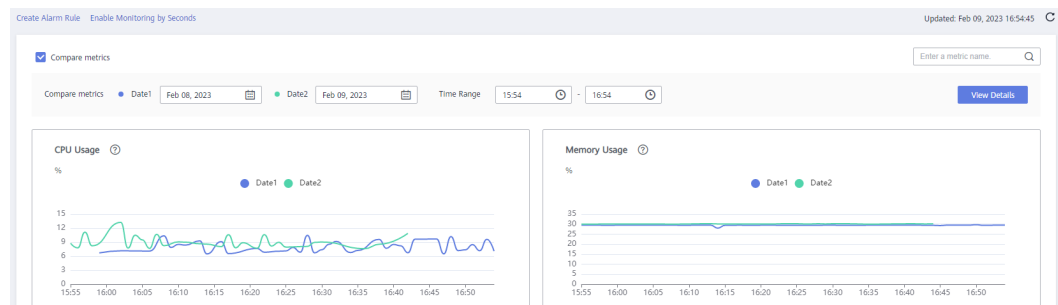 Create Alarm Rule Enable Monitoring by Seconds Updated: Feb 09, 2023 16:54:45
Compare metrics Enter a metric name.
Compare metrics Date1 Feb 08, 2023 Date2 Feb 09, 2023 Time Range 15:54 - 16:54 View Details
CPU Usage ?
%
Date1 Date2
15
12
9
6
3
0
15:55 16:00 16:05 16:10 16:15 16:20 16:25 16:30 16:35 16:40 16:45 16:50
Memory Usage ?
%
Date1 Date2
35
30
25
20
15
10
5
0
15:55 16:00 16:05 16:10 16:15 16:20 16:25 16:30 16:35 16:40 16:45 16:50